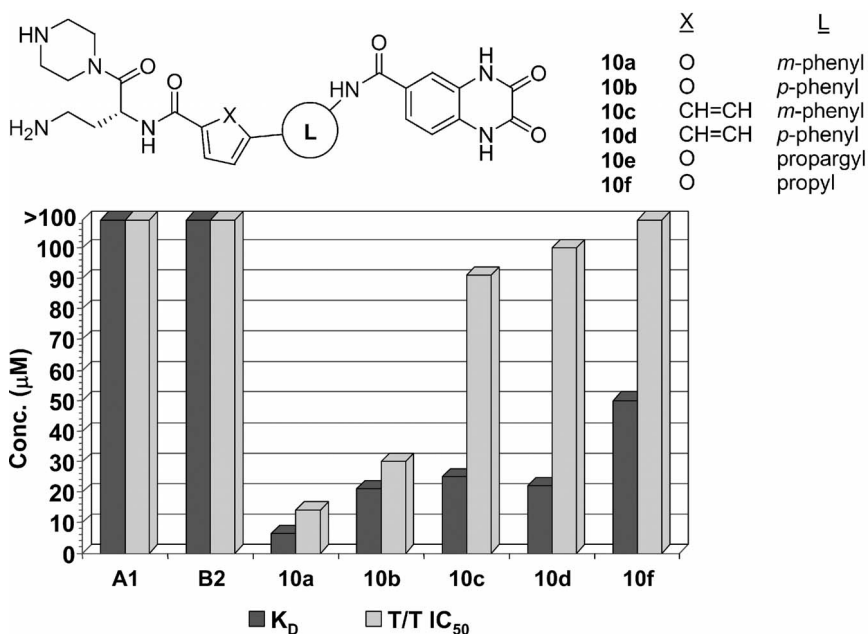 X L
10a O m-phenyl
10b O p-phenyl
10c CH=CH m-phenyl
10d CH=CH p-phenyl
10e O propargyl
10f O propyl
HN
N
O
O
X
H₂N
N
H
L
NH
O
H
N
O
O
N
H
>100
100
90
80
70
60
50
40
30
20
10
0
Conc. (μM)
A1 B2 10a 10b 10c 10d 10f
K_D T/T IC₅₀